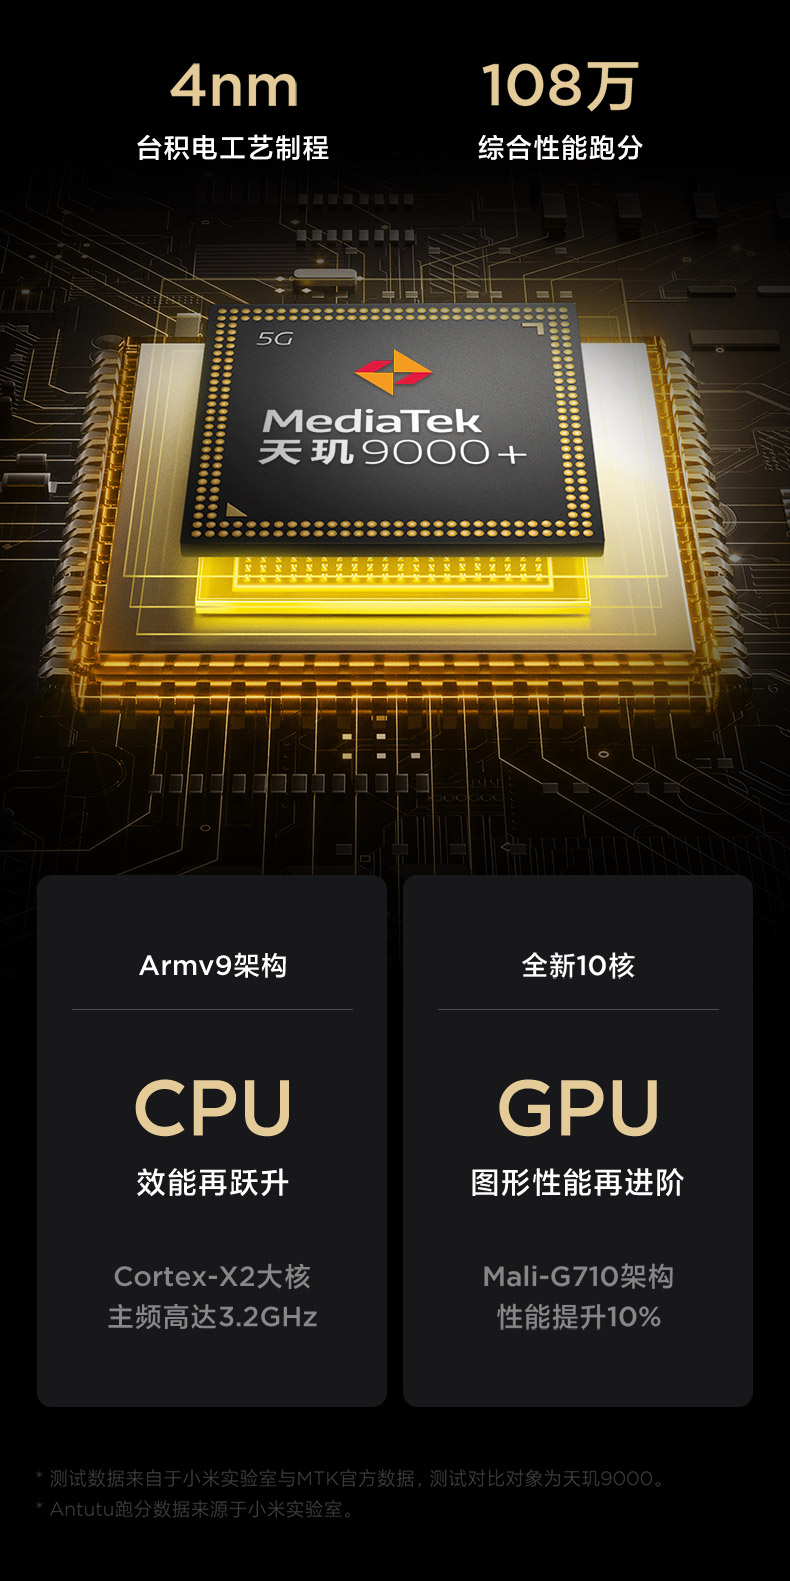 4nm
108万
台积电工艺制程
综合性能跑分
5G
MediaTek
天玑9000+
Armv9架构
CPU
效能再跃升
Cortex-X2大核
主频高达3.2GHz
全新10核
GPU
图形性能再进阶
Mali-G710架构
性能提升10%
* 测试数据来自于小米实验室与MTK官方数据，测试对比对象为天玑9000。
* Antutu跑分数据来源于小米实验室。